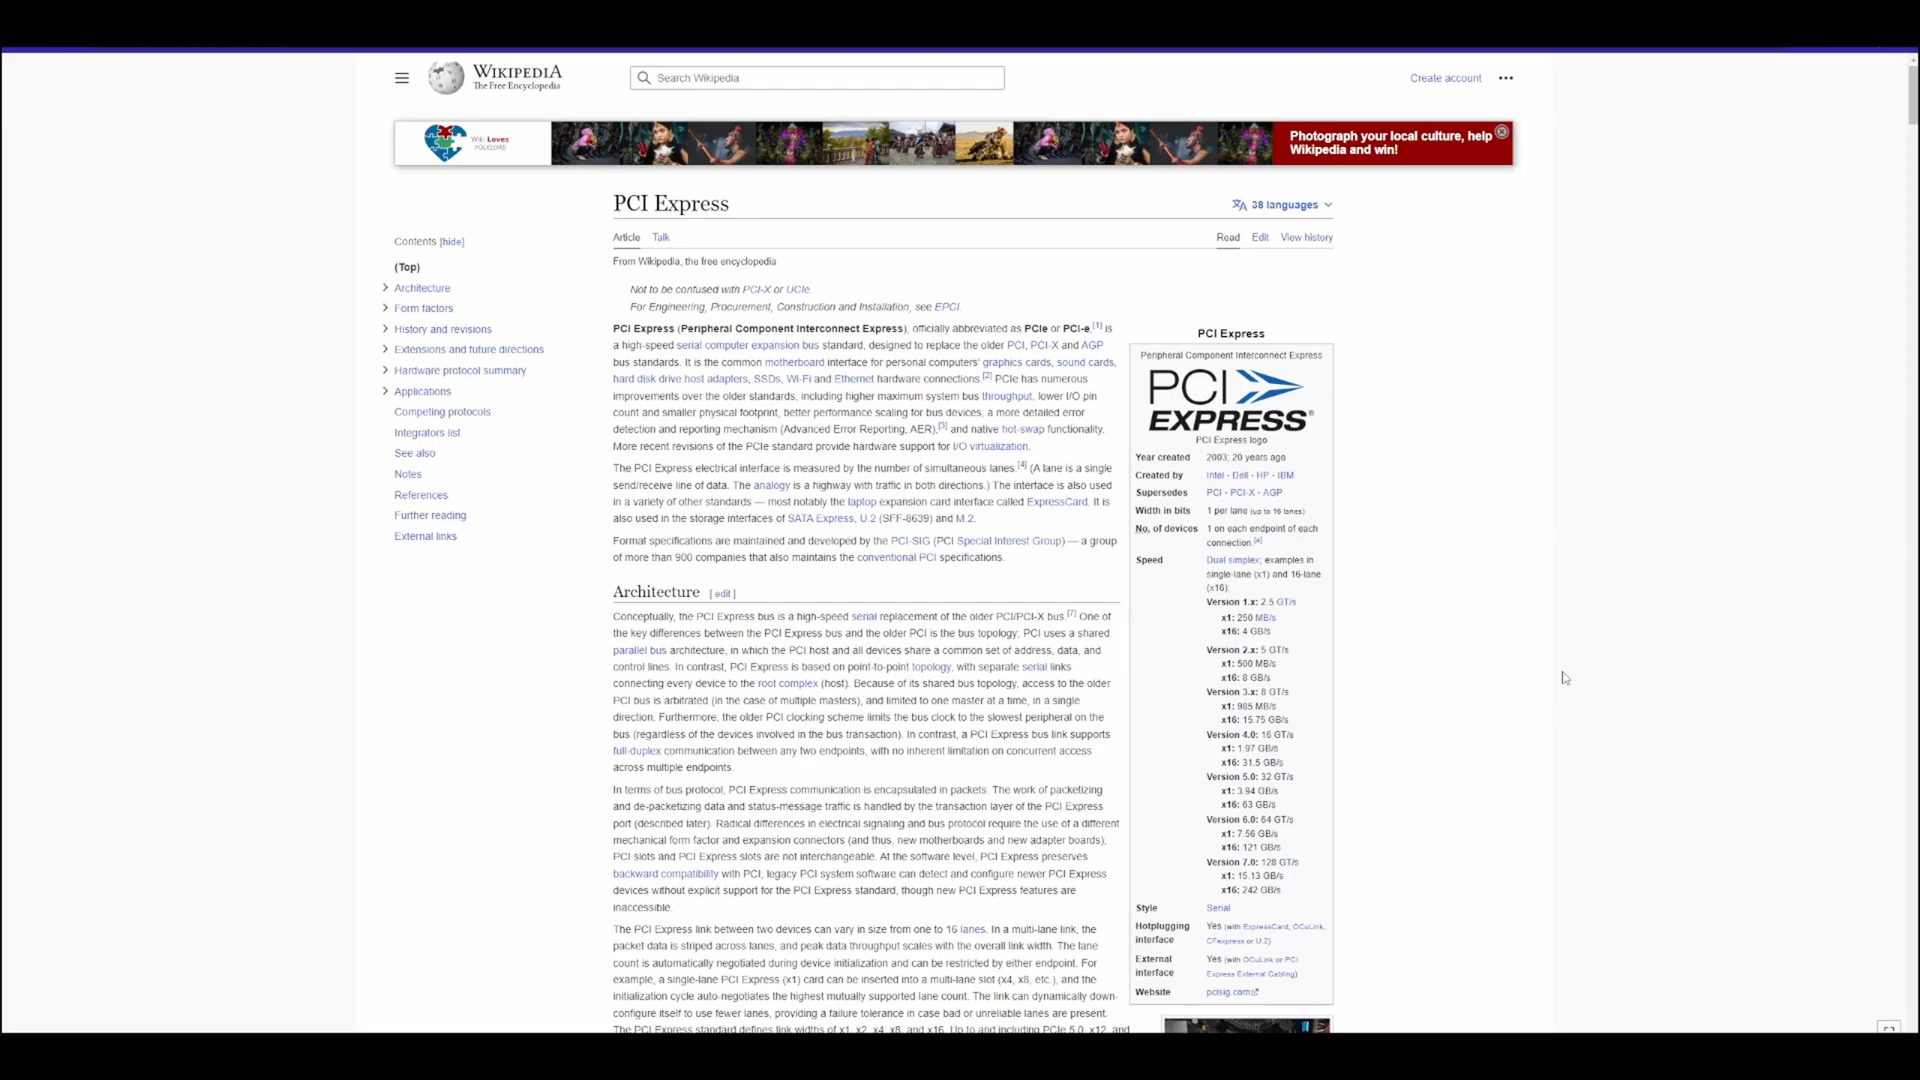 WIKIPEDIA
The Free Encyclopedia
Search Wikipedia
Create account
Wiki Loves
FOLKLORE
Photograph your local culture, help
Wikipedia and win!
PCI Express
38 languages
Article Talk
Read Edit View history
From Wikipedia, the free encyclopedia
Contents [hide]
(Top)
Architecture
Form factors
History and revisions
Extensions and future directions
Hardware protocol summary
Applications
Competing protocols
Integrators list
See also
Notes
References
Further reading
External links
Not to be confused with PCI-X or UCIe.
For Engineering, Procurement, Construction and Installation, see EPCI.
PCI Express (Peripheral Component Interconnect Express), officially abbreviated as PCIe or PCI-e,[1] is
a high-speed serial computer expansion bus standard, designed to replace the older PCI, PCI-X and AGP
bus standards. It is the common motherboard interface for personal computers' graphics cards, sound cards,
hard disk drive host adapters, SSDs, Wi-Fi and Ethernet hardware connections.[2] PCIe has numerous
improvements over the older standards, including higher maximum system bus throughput, lower I/O pin
count and smaller physical footprint, better performance scaling for bus devices, a more detailed error
detection and reporting mechanism (Advanced Error Reporting, AER),[3] and native hot-swap functionality.
More recent revisions of the PCIe standard provide hardware support for I/O virtualization.
The PCI Express electrical interface is measured by the number of simultaneous lanes.[4] (A lane is a single
send/receive line of data. The analogy is a highway with traffic in both directions.) The interface is also used
in a variety of other standards — most notably the laptop expansion card interface called ExpressCard. It is
also used in the storage interfaces of SATA Express, U.2 (SFF-8639) and M.2.
Format specifications are maintained and developed by the PCI-SIG (PCI Special Interest Group) — a group
of more than 900 companies that also maintains the conventional PCI specifications.
Architecture [ edit ]
Conceptually, the PCI Express bus is a high-speed serial replacement of the older PCI/PCI-X bus.[7] One of
the key differences between the PCI Express bus and the older PCI is the bus topology; PCI uses a shared
parallel bus architecture, in which the PCI host and all devices share a common set of address, data, and
control lines. In contrast, PCI Express is based on point-to-point topology, with separate serial links
connecting every device to the root complex (host). Because of its shared bus topology, access to the older
PCI bus is arbitrated (in the case of multiple masters), and limited to one master at a time, in a single
direction. Furthermore, the older PCI clocking scheme limits the bus clock to the slowest peripheral on the
bus (regardless of the devices involved in the bus transaction). In contrast, a PCI Express bus link supports
full-duplex communication between any two endpoints, with no inherent limitation on concurrent access
across multiple endpoints.
In terms of bus protocol, PCI Express communication is encapsulated in packets. The work of packetizing
and de-packetizing data and status-message traffic is handled by the transaction layer of the PCI Express
port (described later). Radical differences in electrical signaling and bus protocol require the use of a different
mechanical form factor and expansion connectors (and thus, new motherboards and new adapter boards);
PCI slots and PCI Express slots are not interchangeable. At the software level, PCI Express preserves
backward compatibility with PCI; legacy PCI system software can detect and configure newer PCI Express
devices without explicit support for the PCI Express standard, though new PCI Express features are
inaccessible.
The PCI Express link between two devices can vary in size from one to 16 lanes. In a multi-lane link, the
packet data is striped across lanes, and peak data throughput scales with the overall link width. The lane
count is automatically negotiated during device initialization and can be restricted by either endpoint. For
example, a single-lane PCI Express (x1) card can be inserted into a multi-lane slot (x4, x8, etc.), and the
initialization cycle auto-negotiates the highest mutually supported lane count. The link can dynamically down-
configure itself to use fewer lanes, providing a failure tolerance in case bad or unreliable lanes are present.
The PCI Express standard defines link widths of x1, x2, x4, x8, and x16. Up to and including PCIe 5.0, x12, and
PCI Express
Peripheral Component Interconnect Express
PCI
EXPRESS®
PCI Express logo
Year created 2003; 20 years ago
Created by Intel · Dell · HP · IBM
Supersedes PCI · PCI-X · AGP
Width in bits 1 per lane (up to 16 lanes)
No. of devices 1 on each endpoint of each
connection.[a]
Speed Dual simplex; examples in
single-lane (x1) and 16-lane
(x16):
Version 1.x: 2.5 GT/s
x1: 250 MB/s
x16: 4 GB/s
Version 2.x: 5 GT/s
x1: 500 MB/s
x16: 8 GB/s
Version 3.x: 8 GT/s
x1: 985 MB/s
x16: 15.75 GB/s
Version 4.0: 16 GT/s
x1: 1.97 GB/s
x16: 31.5 GB/s
Version 5.0: 32 GT/s
x1: 3.94 GB/s
x16: 63 GB/s
Version 6.0: 64 GT/s
x1: 7.56 GB/s
x16: 121 GB/s
Version 7.0: 128 GT/s
x1: 15.13 GB/s
x16: 242 GB/s
Style Serial
Hotplugging Yes (with ExpressCard, OCuLink,
interface CFexpress or U.2)
External Yes (with OCuLink or PCI
interface Express External Cabling)
Website pcisig.com